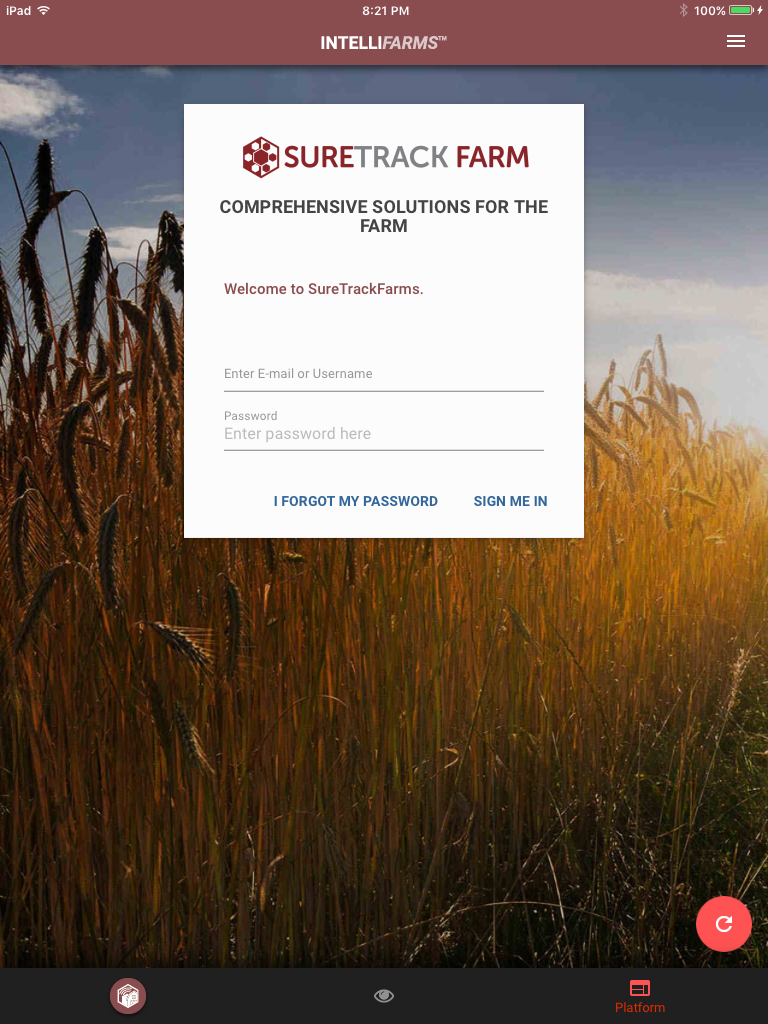 iPad 8:21 PM 100%
INTELLIFARMS™
SURETRACK FARM
COMPREHENSIVE SOLUTIONS FOR THE
FARM
Welcome to SureTrackFarms.
Enter E-mail or Username
Password
Enter password here
I FORGOT MY PASSWORD SIGN ME IN
Platform